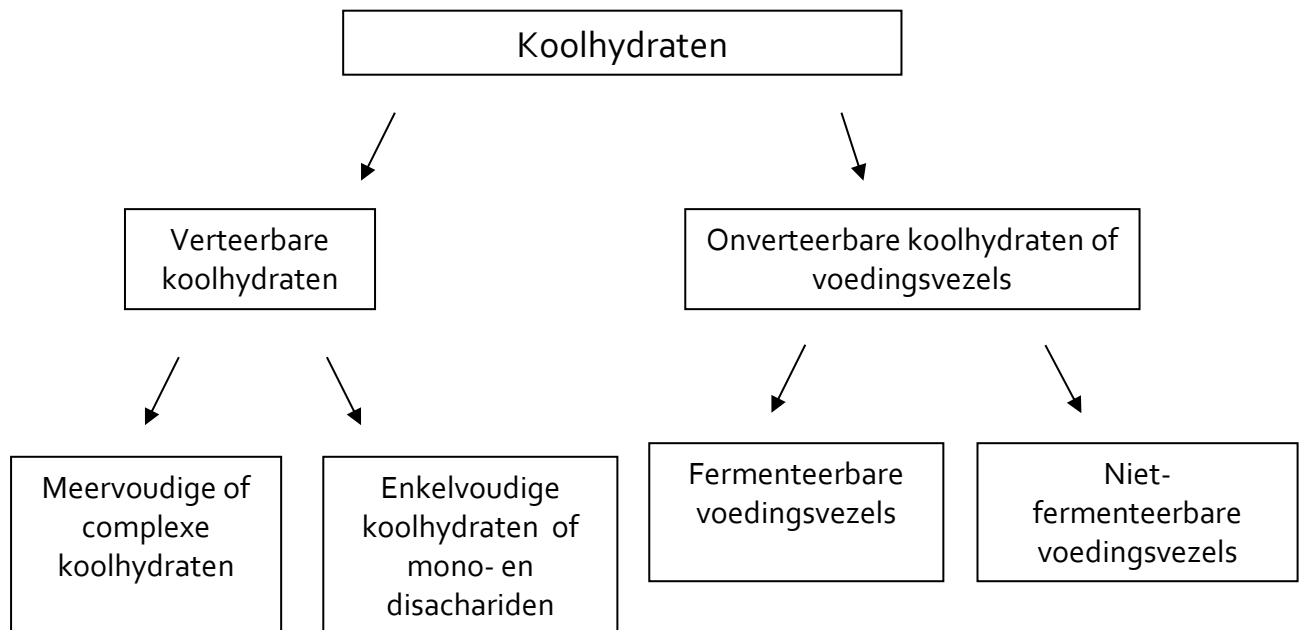 Koolhydraten
Verteerbare
koolhydraten
Onverteerbare koolhydraten of
voedingsvezels
Meervoudige of
complexe
koolhydraten
Enkelvoudige
koolhydraten of
mono- en
disachariden
Fermenteerbare
voedingsvezels
Niet-
fermenteerbare
voedingsvezels